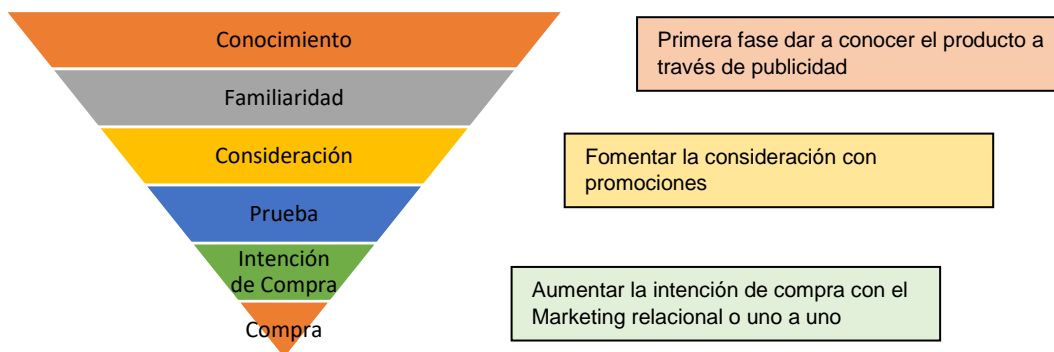 Conocimiento
Familiaridad
Consideración
Prueba
Intención
de Compra
Compra
Primera fase dar a conocer el producto a
través de publicidad
Fomentar la consideración con
promociones
Aumentar la intención de compra con el
Marketing relacional o uno a uno